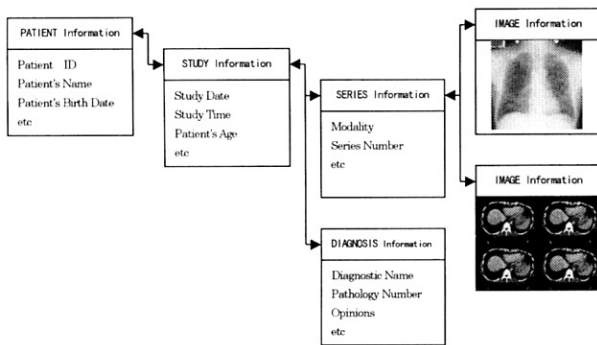 PATIENT Information
Patient ID
Patient's Name
Patient's Birth Date
etc
STUDY Information
Study Date
Study Time
Patient's Age
etc
SERIES Information
Modality
Series Number
etc
DIAGNOSIS Information
Diagnostic Name
Pathology Number
Opinions
etc
IMAGE Information
IMAGE Information